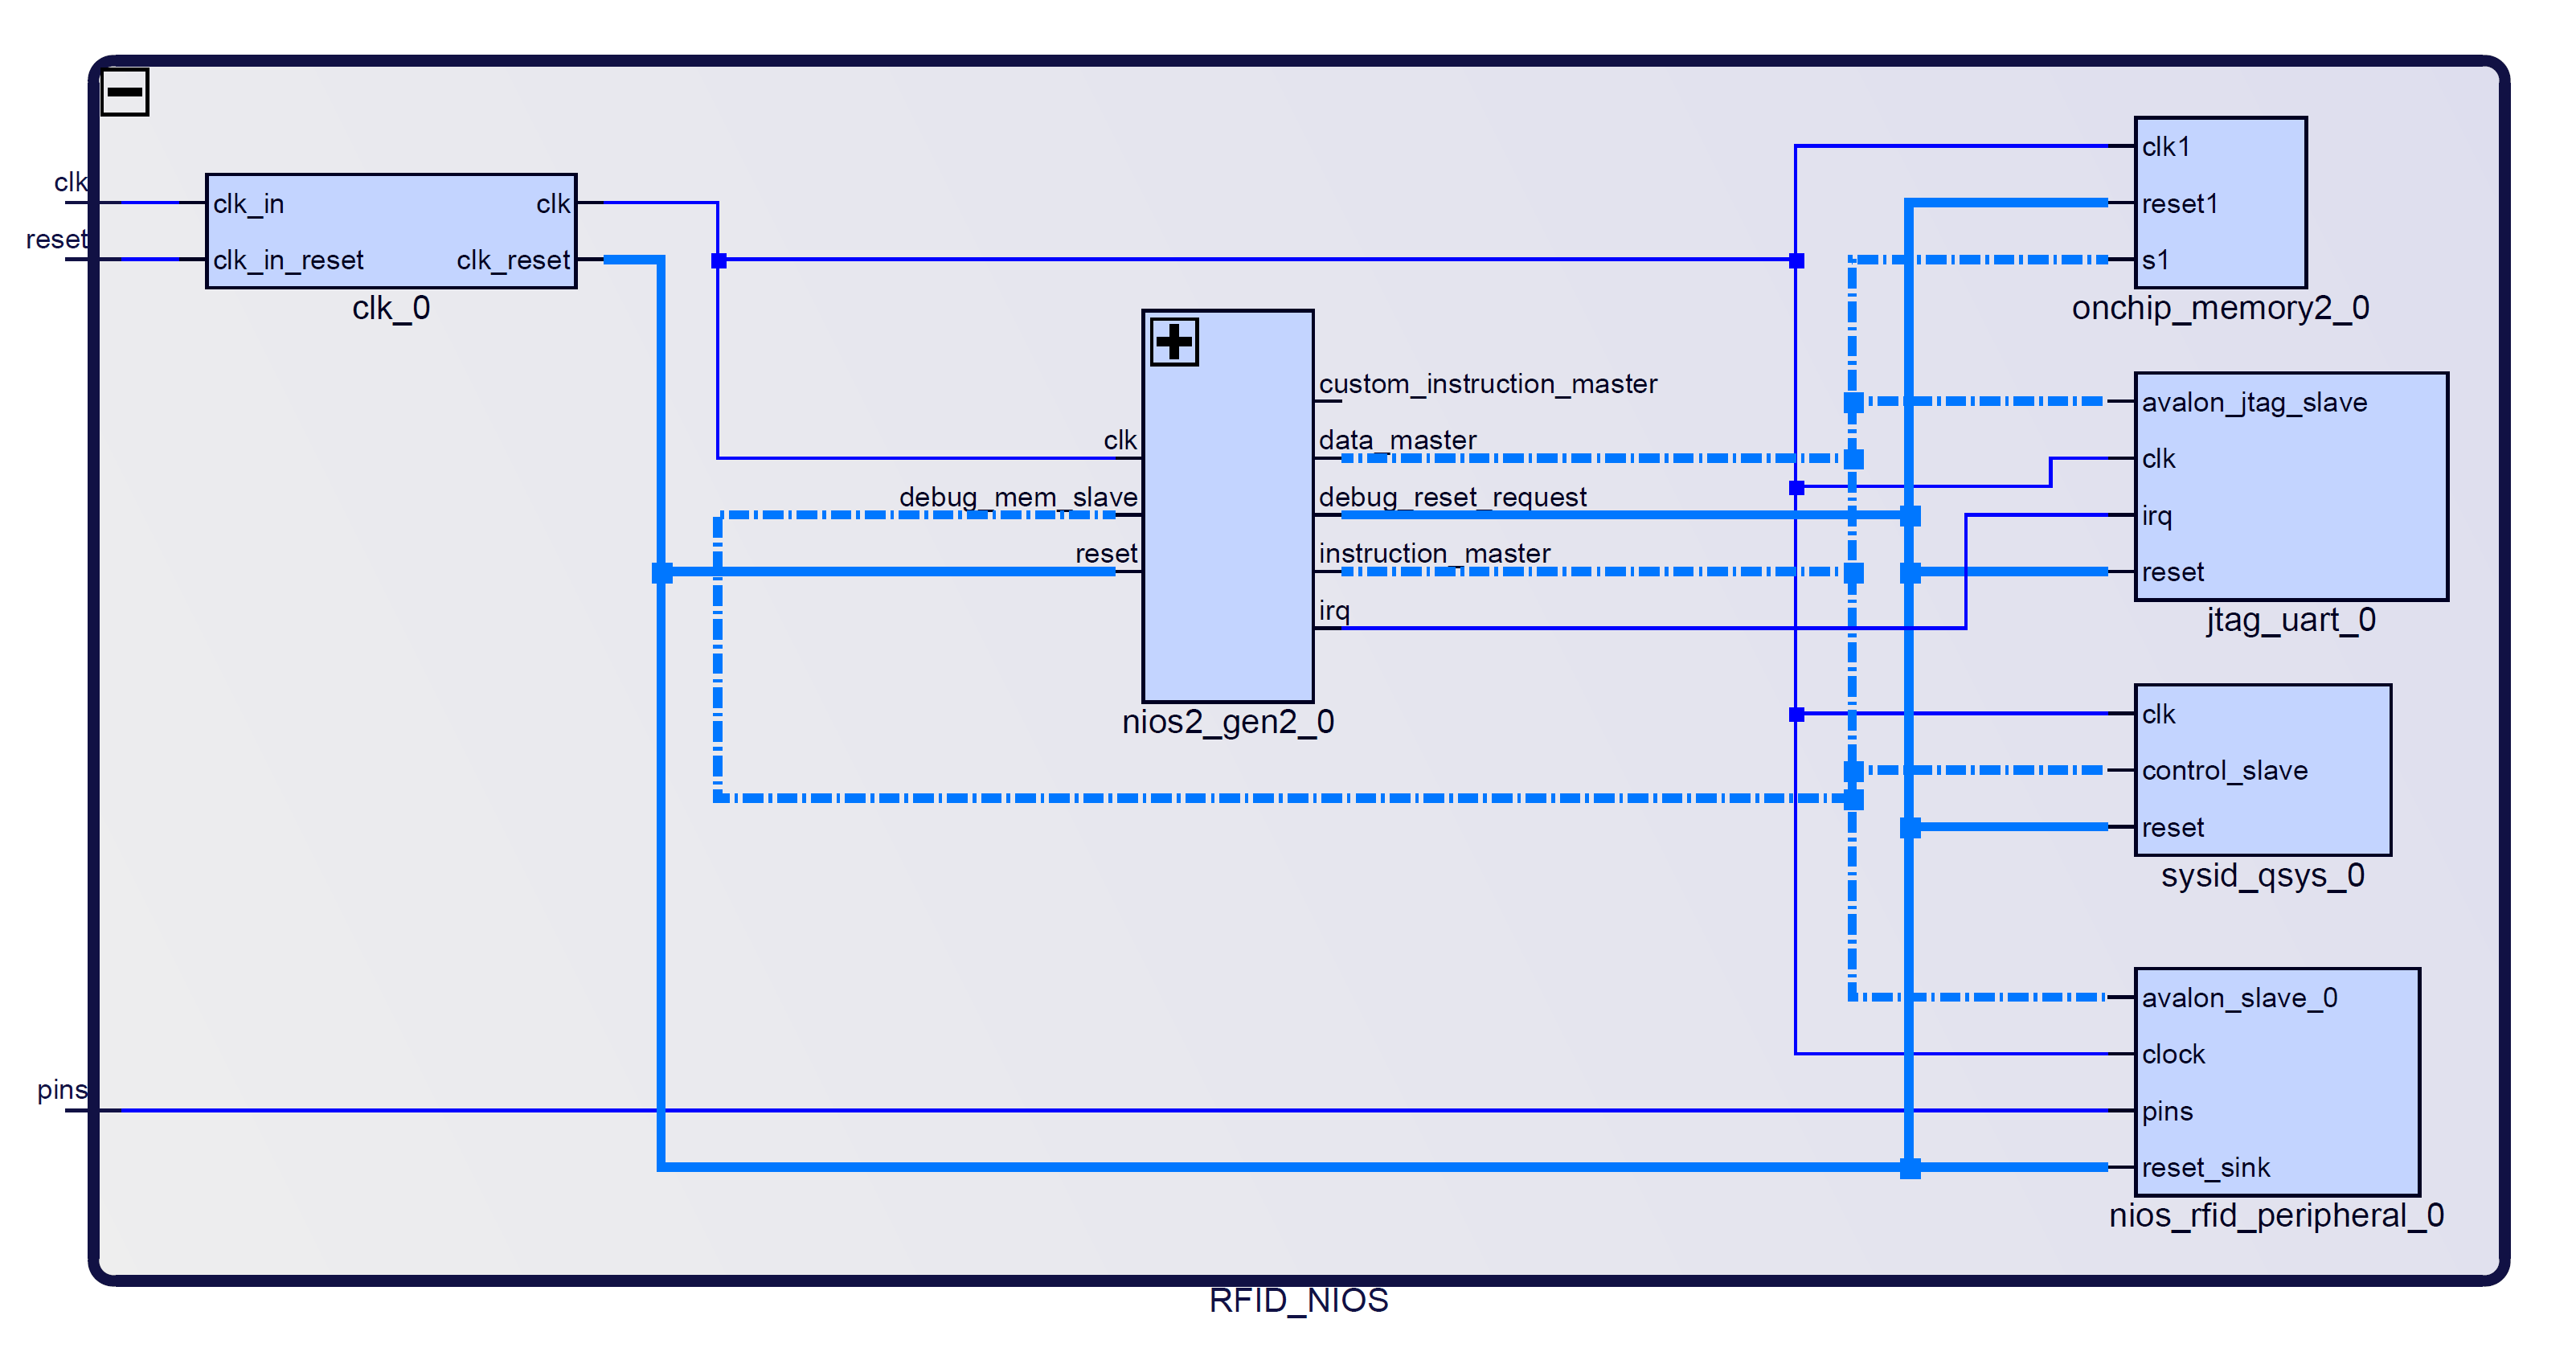 clk
reset
clk_in
clk
clk_in_reset
clk_reset
clk_0
custom_instruction_master
clk
data_master
debug_mem_slave
debug_reset_request
reset
instruction_master
irq
nios2_gen2_0
clk1
reset1
s1
onchip_memory2_0
avalon_jtag_slave
clk
irq
reset
jtag_uart_0
clk
control_slave
reset
sysid_qsys_0
avalon_slave_0
clock
pins
reset_sink
nios_rfid_peripheral_0
pins
RFID_NIOS